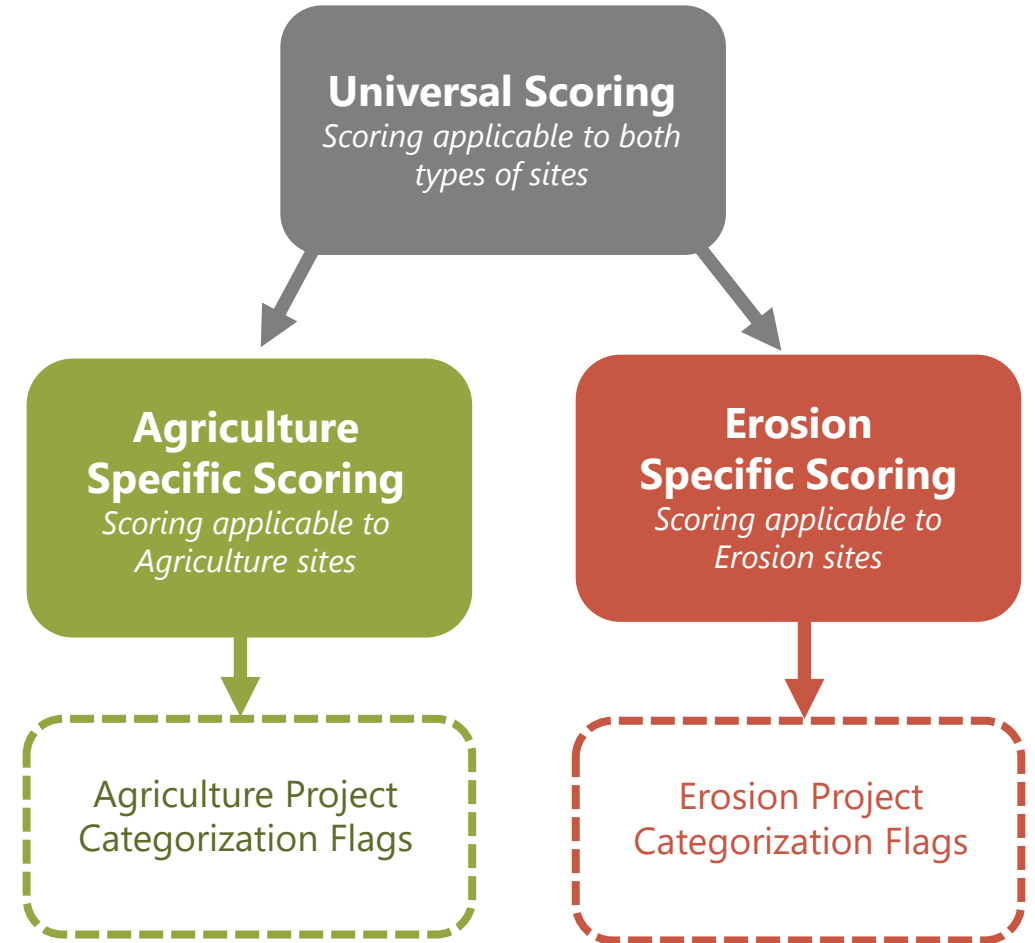 Universal Scoring
Scoring applicable to both
types of sites
Agriculture
Specific Scoring
Scoring applicable to
Agriculture sites
Erosion
Specific Scoring
Scoring applicable to
Erosion sites
Agriculture Project
Categorization Flags
Erosion Project
Categorization Flags